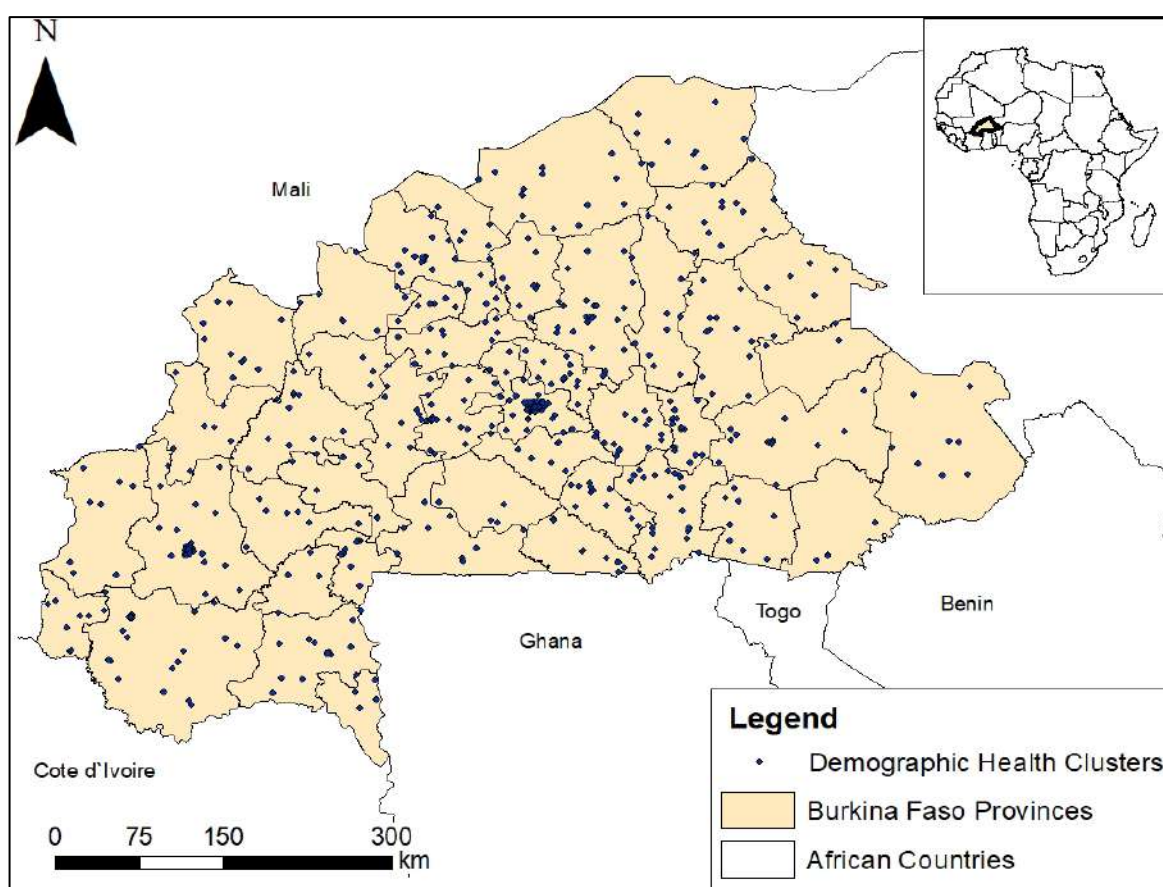 N
Mali
Ghana
Togo
Benin
Cote d`Ivoire
0 75 150 300
km
Legend
Demographic Health Clusters
Burkina Faso Provinces
African Countries